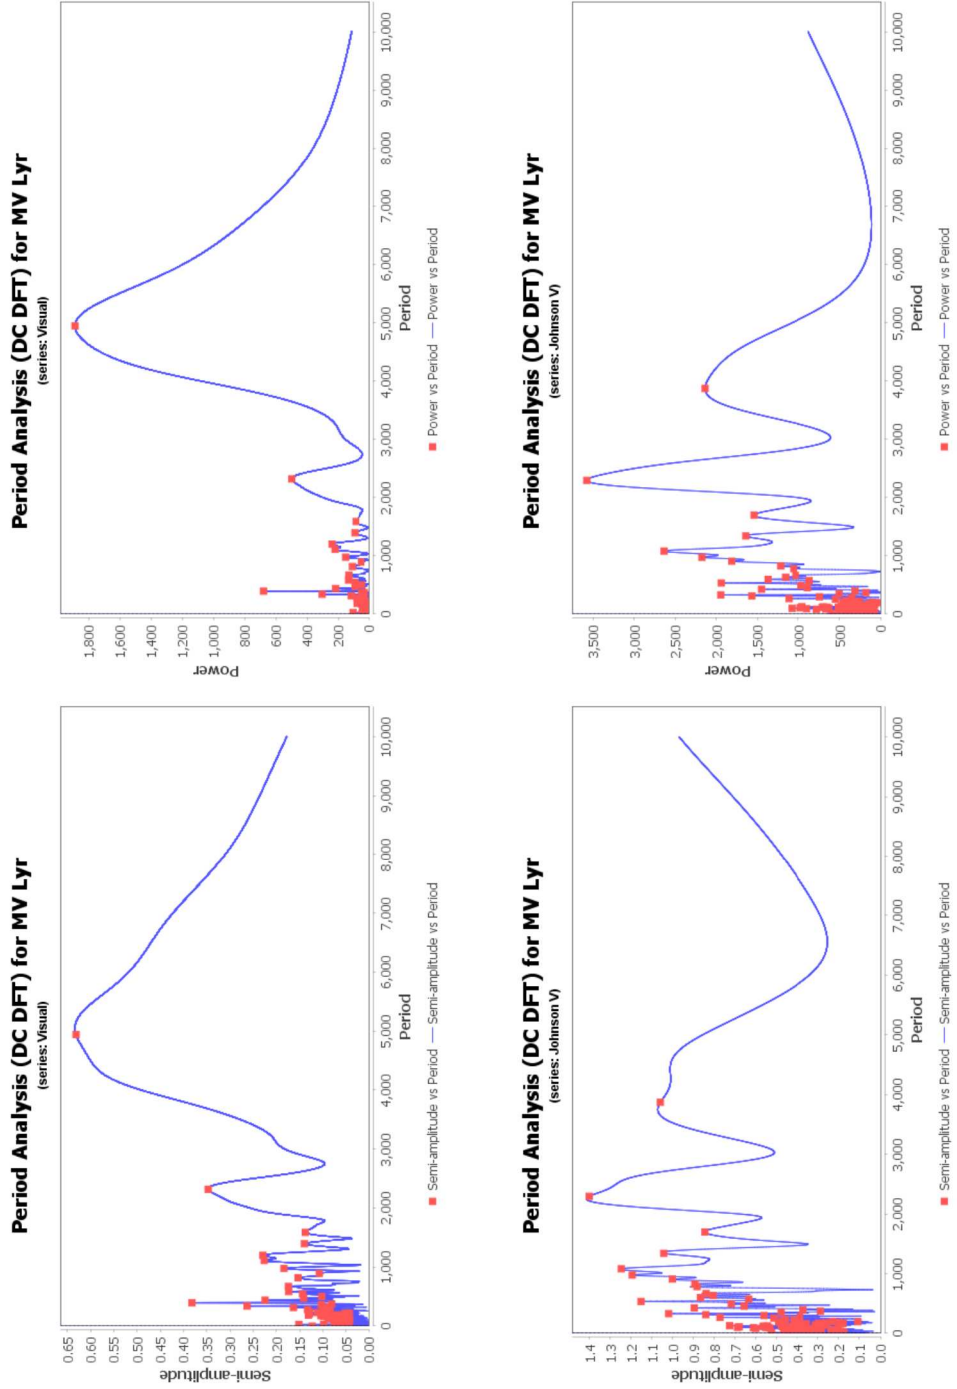 Period Analysis (DC DFT) for MV Lyr
(series: Visual)
Semi-amplitude
0.65
0.60
0.55
0.50
0.45
0.40
0.35
0.30
0.25
0.20
0.15
0.10
0.05
0.00
0 1,000 2,000 3,000 4,000 5,000 6,000 7,000 8,000 9,000 10,000
Period
Semi-amplitude vs Period Semi-amplitude vs Period
Period Analysis (DC DFT) for MV Lyr
(series: Visual)
Power
1,800
1,600
1,400
1,200
1,000
800
600
400
200
0
0 1,000 2,000 3,000 4,000 5,000 6,000 7,000 8,000 9,000 10,000
Period
Power vs Period Power vs Period
Period Analysis (DC DFT) for MV Lyr
(series: Johnson V)
Semi-amplitude
1.4
1.3
1.2
1.1
1.0
0.9
0.8
0.7
0.6
0.5
0.4
0.3
0.2
0.1
0.0
0 1,000 2,000 3,000 4,000 5,000 6,000 7,000 8,000 9,000 10,000
Period
Semi-amplitude vs Period Semi-amplitude vs Period
Period Analysis (DC DFT) for MV Lyr
(series: Johnson V)
Power
3,500
3,000
2,500
2,000
1,500
1,000
500
0
0 1,000 2,000 3,000 4,000 5,000 6,000 7,000 8,000 9,000 10,000
Period
Power vs Period Power vs Period